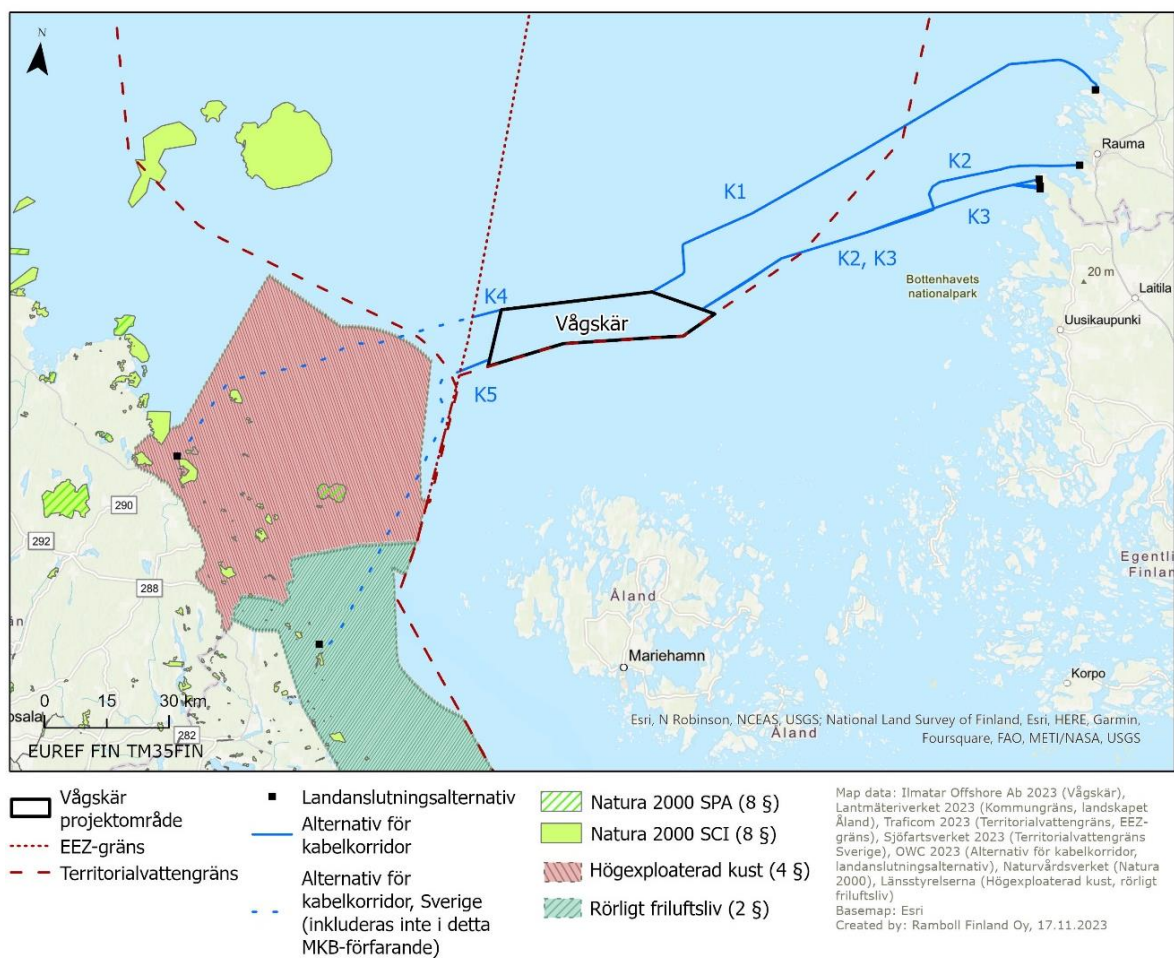 N
K1
Rauma
K2
K3
K2, K3
20 m
Bottenhavets
nationalpark
Laitila
K4
Vågskär
Uusikaupunki
K5
290
292
288
Egentli
Finlan
Åland
än
Mariehamn
Korpo
0 15 30 km
psala
EUREF FIN TM35FIN
282
Åland
Esri, N Robinson, NCEAS, USGS; National Land Survey of Finland, Esri, HERE, Garmin,
Foursquare, FAO, METI/NASA, USGS
Vågskär
projektområde
EEZ-gräns
Territorialvattengräns
Landanslutningsalternativ
Alternativ för
kabelkorridor
Alternativ för
kabelkorridor, Sverige
(inkluderas inte i detta
MKB-förfarande)
Natura 2000 SPA (8 §)
Natura 2000 SCI (8 §)
Högexploaterad kust (4 §)
Rörligt friluftsliv (2 §)
Map data: Ilmatar Offshore Ab 2023 (Vågskär),
Lantmäteriverket 2023 (Kommungräns, landskapet
Åland), Traficom 2023 (Territorialvattengräns, EEZ-
gräns), Sjöfartsverket 2023 (Territorialvattengräns
Sverige), OWC 2023 (Alternativ för kabelkorridor,
landanslutningsalternativ), Naturvårdsverket (Natura
2000), Länsstyrelserna (Högexploaterad kust, rörligt
friluftsliv)
Basemap: Esri
Created by: Ramboll Finland Oy, 17.11.2023